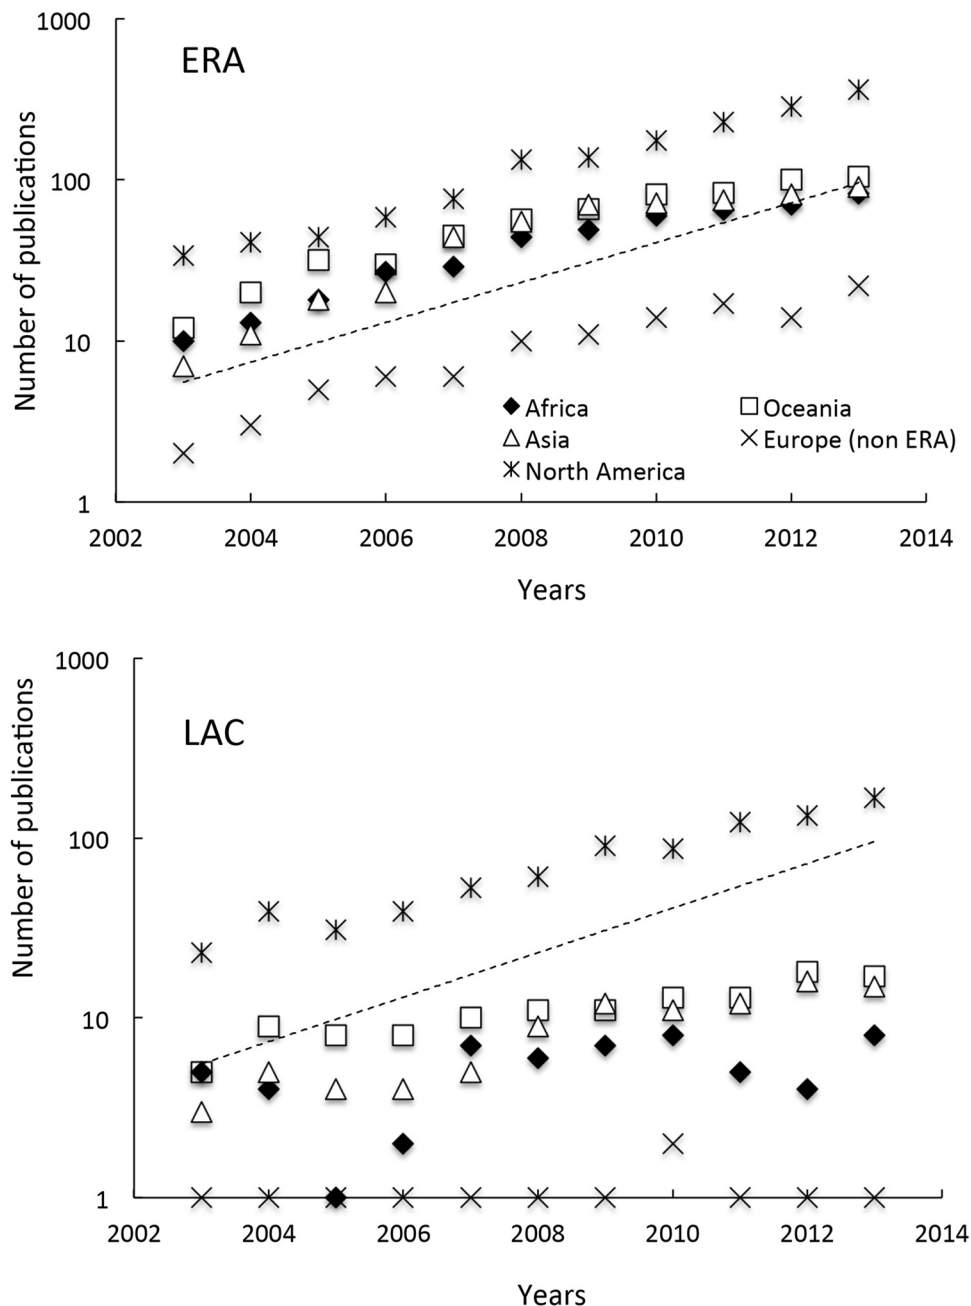 1000
ERA
Number of publications
100
10
Africa
Oceania
Asia
Europe (non ERA)
North America
1
2002 2004 2006 2008 2010 2012 2014
Years
1000
LAC
Number of publications
100
10
1
2002 2004 2006 2008 2010 2012 2014
Years